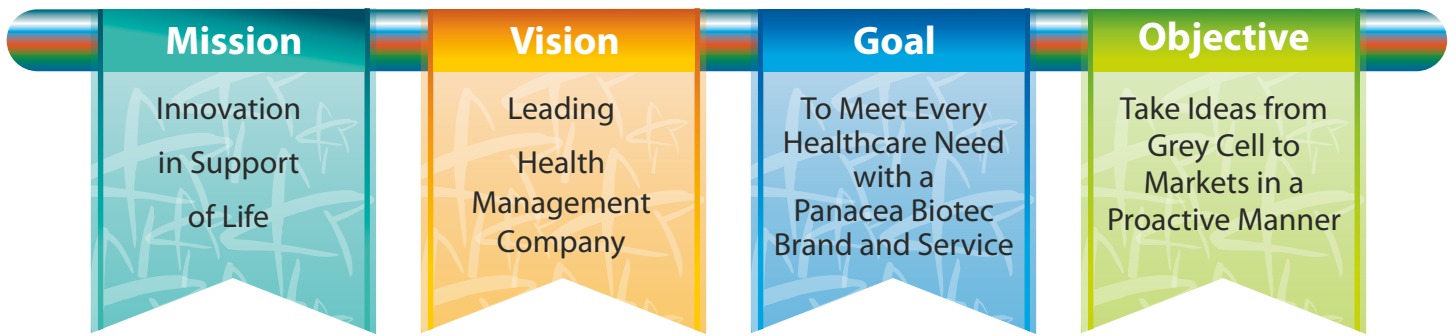 Mission
Innovation
in Support
of Life
Vision
Leading
Health
Management
Company
Goal
To Meet Every
Healthcare Need
with a
Panacea Biotec
Brand and Service
Objective
Take Ideas from
Grey Cell to
Markets in a
Proactive Manner